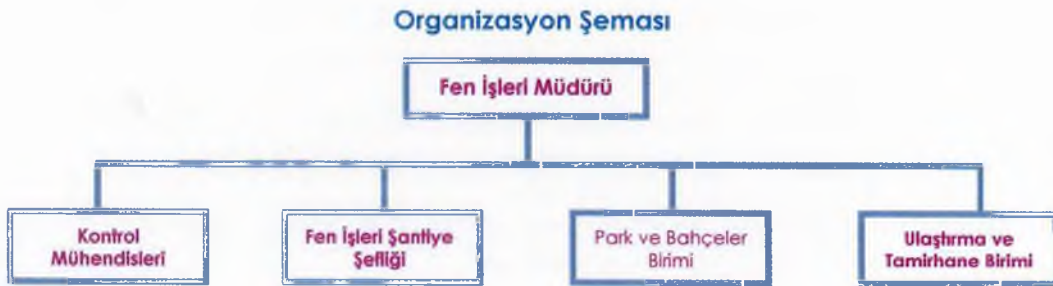 Organizasyon Şeması
Fen İşleri Müdürü
Kontrol
Mühendisleri
Fen İşleri Şantiye
Şefliği
Park ve Bahçeler
Birimi
Ulaştırma ve
Tamirhane Birimi